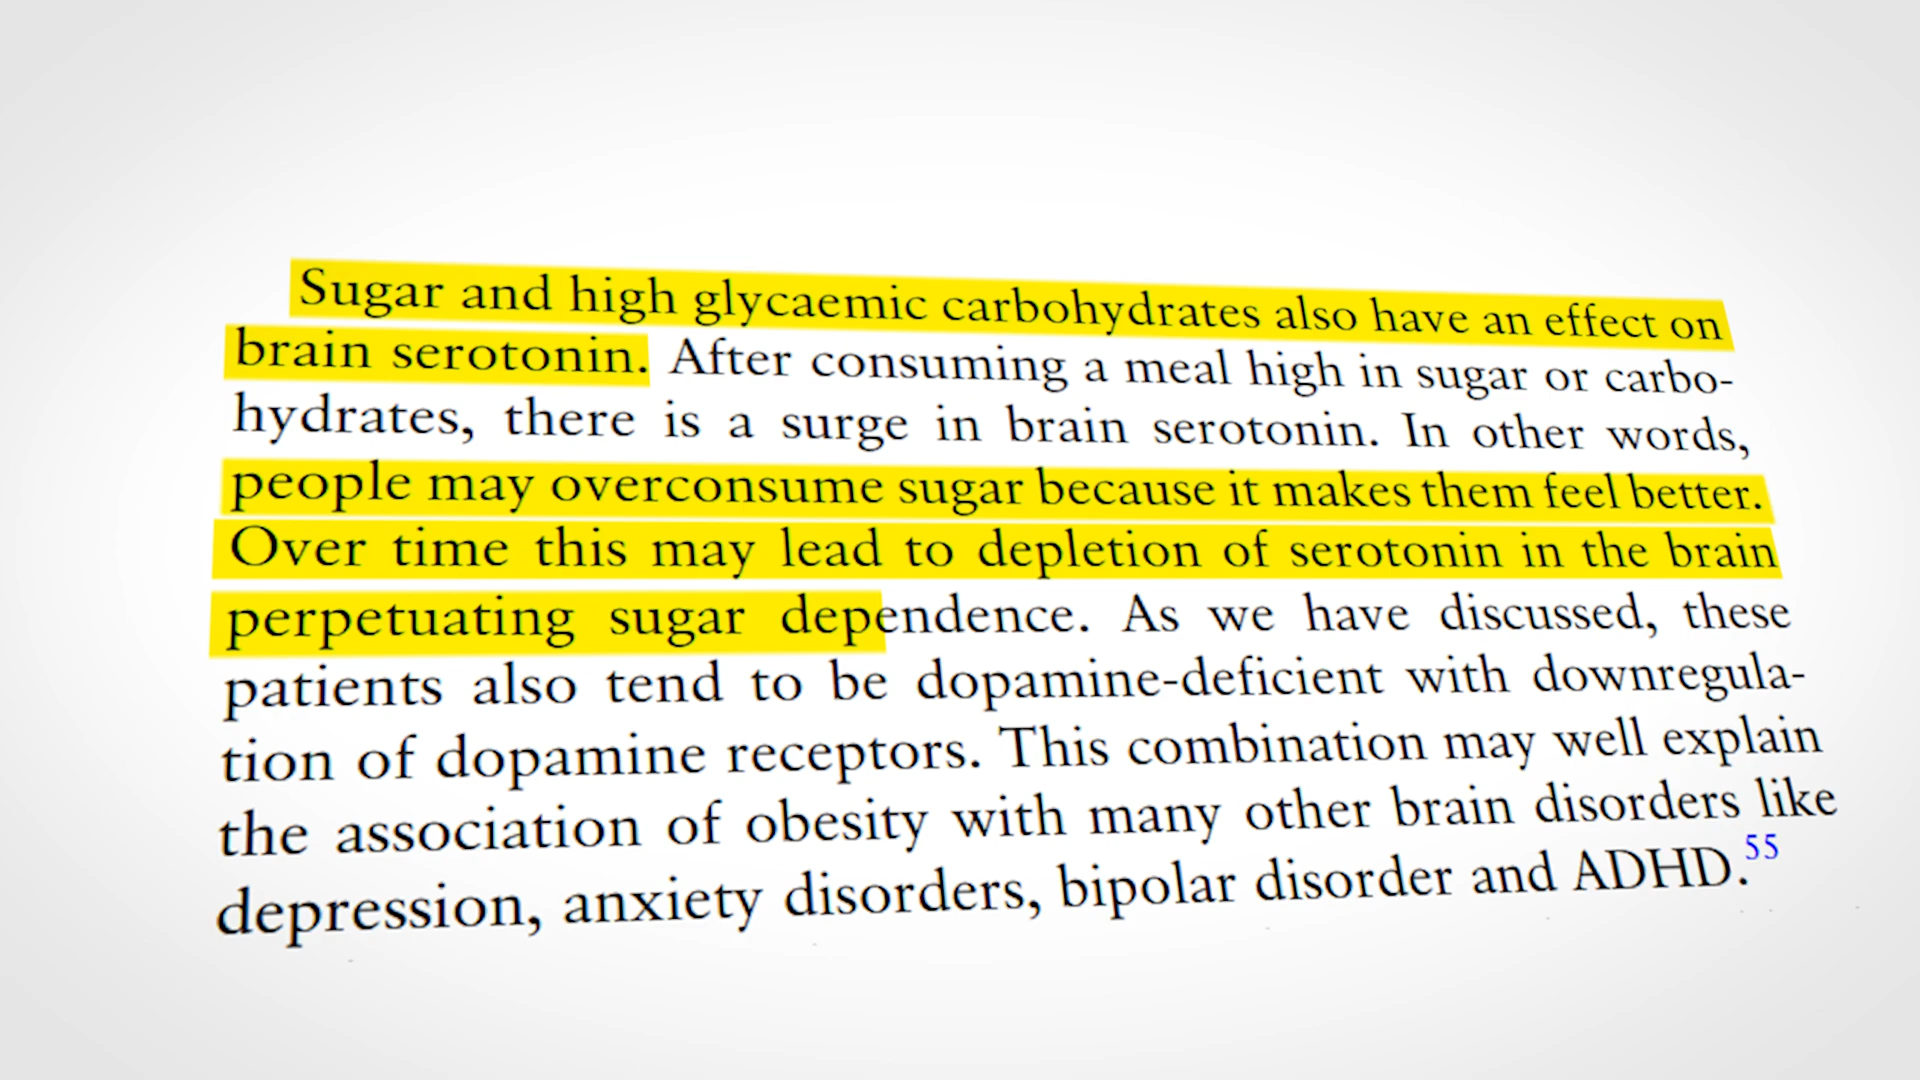 Sugar and high glycaemic carbohydrates also have an effect on
brain serotonin. After consuming a meal high in sugar or carbo-
hydrates, there is a surge in brain serotonin. In other words,
people may overconsume sugar because it makes them feel better.
Over time this may lead to depletion of serotonin in the brain
perpetuating sugar dependence. As we have discussed, these
patients also tend to be dopamine-deficient with downregula-
tion of dopamine receptors. This combination may well explain
the association of obesity with many other brain disorders like
depression, anxiety disorders, bipolar disorder and ADHD.55